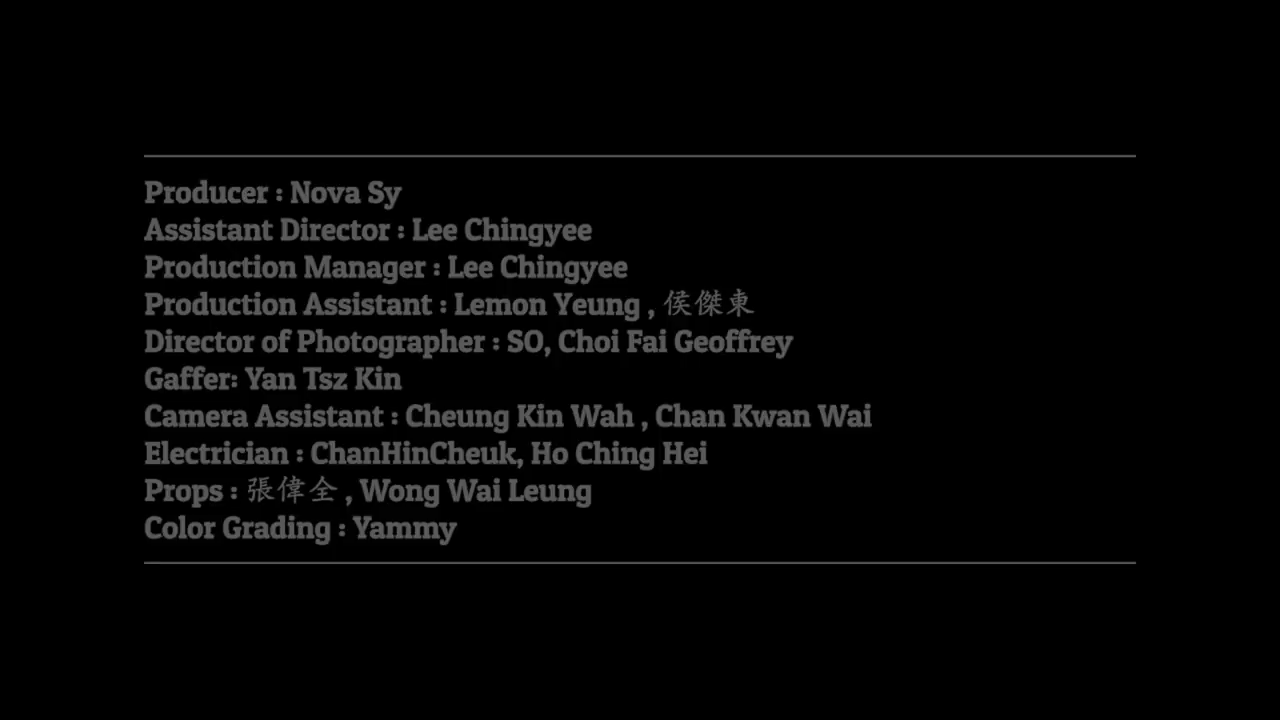 Producer : Nova Sy
Assistant Director : Lee Chingyee
Production Manager : Lee Chingyee
Production Assistant : Lemon Yeung , 侯傑東
Director of Photographer : SO, Choi Fai Geoffrey
Gaffer: Yan Tsz Kin
Camera Assistant : Cheung Kin Wah , Chan Kwan Wai
Electrician : ChanHinCheuk, Ho Ching Hei
Props : 張偉全 , Wong Wai Leung
Color Grading : Yammy